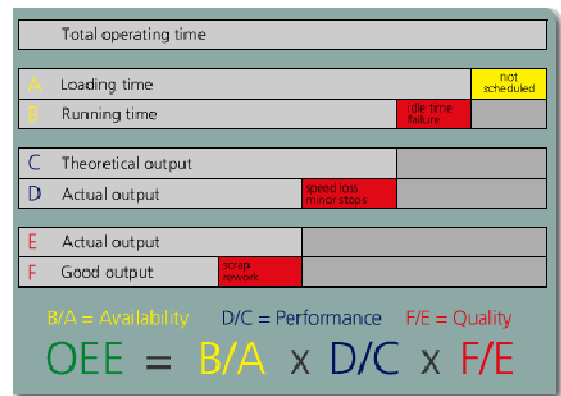 Total operating time
A Loading time not
scheduled
B Running time idle time
failure
C Theoretical output
D Actual output speed loss
minor stops
E Actual output
F Good output scrap
rework
B/A = Availability D/C = Performance F/E = Quality
OEE = B/A x D/C x F/E